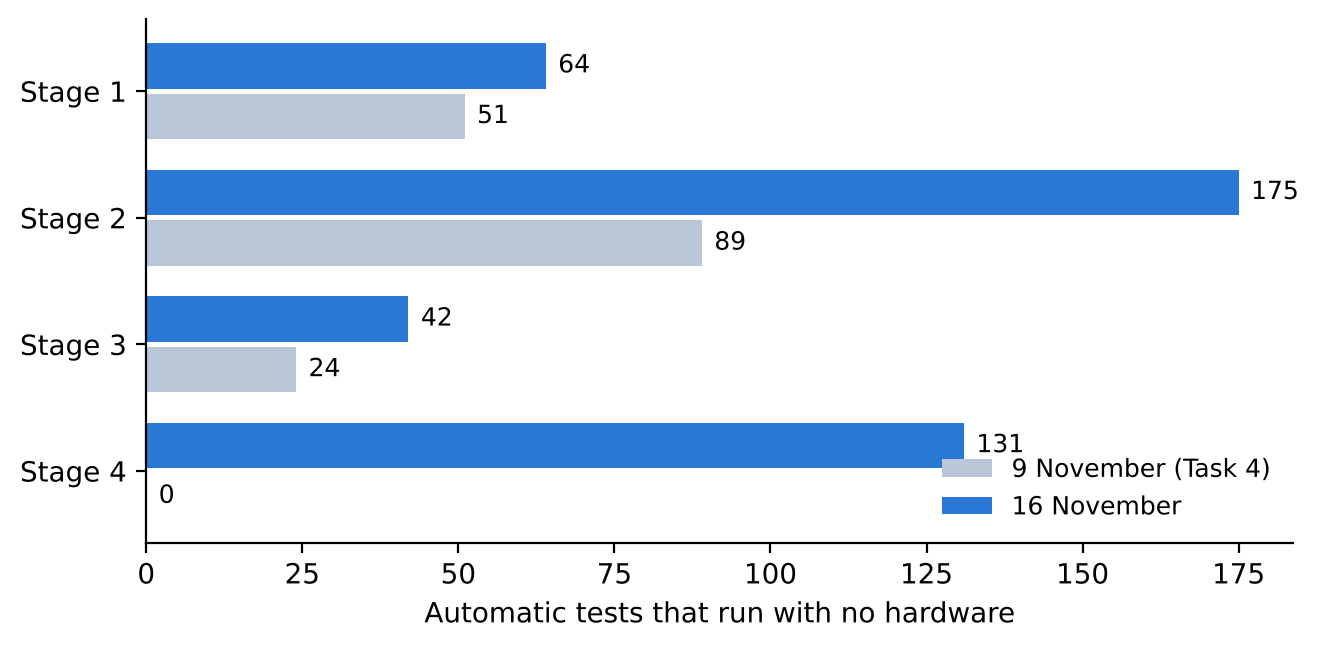 64
Stage 1
51
175
Stage 2
89
42
Stage 3
24
131
9 November (Task 4)
Stage 4
0
16 November
0 25 50 75 100 125 150 175
Automatic tests that run with no hardware